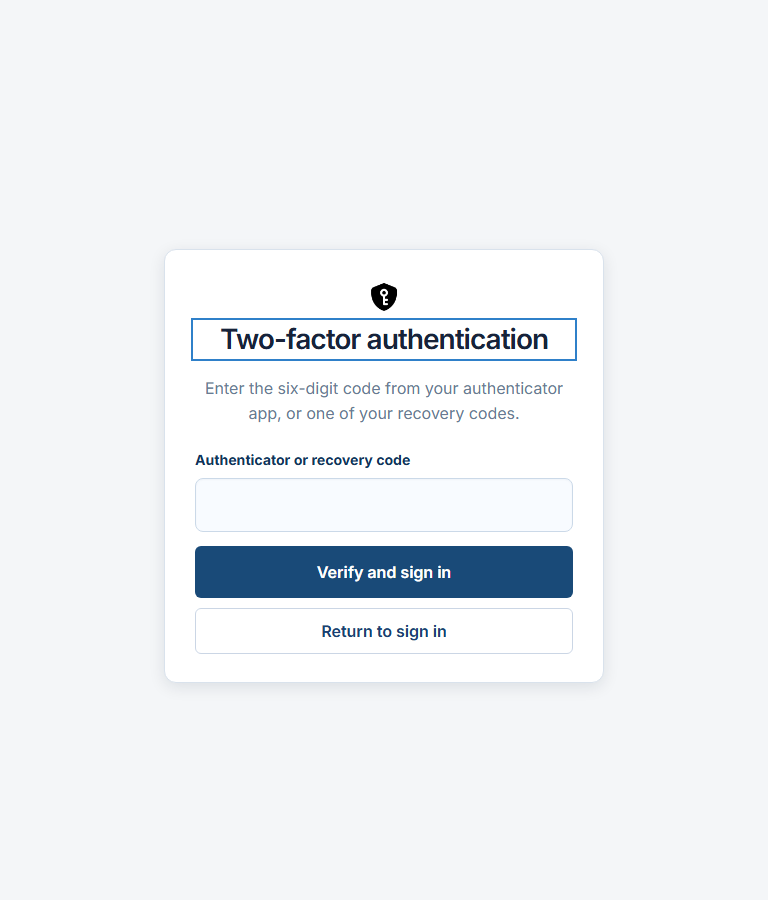 Two-factor authentication
Enter the six-digit code from your authenticator
app, or one of your recovery codes.
Authenticator or recovery code
Verify and sign in
Return to sign in